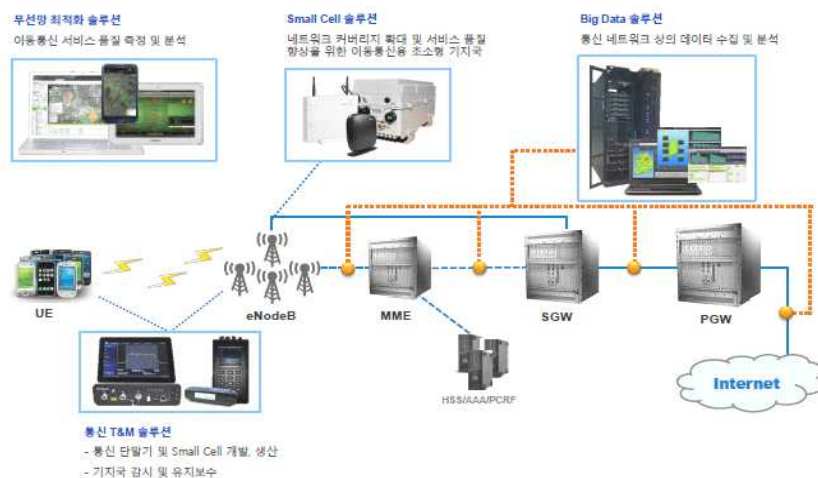 무선망 최적화 솔루션
이동통신 서비스 품질 측정 및 분석
Small Cell 솔루션
네트워크 커버리지 확대 및 서비스 품질
향상을 위한 이동통신용 초소형 기지국
Big Data 솔루션
통신 네트워크 상의 데이터 수집 및 분석
UE
eNodeB
MME
SGW
PGW
HSS/AAA/PCRF
Internet
통신 T&M 솔루션
- 통신 단말기 및 Small Cell 개발, 생산
- 기지국 감시 및 유지보수